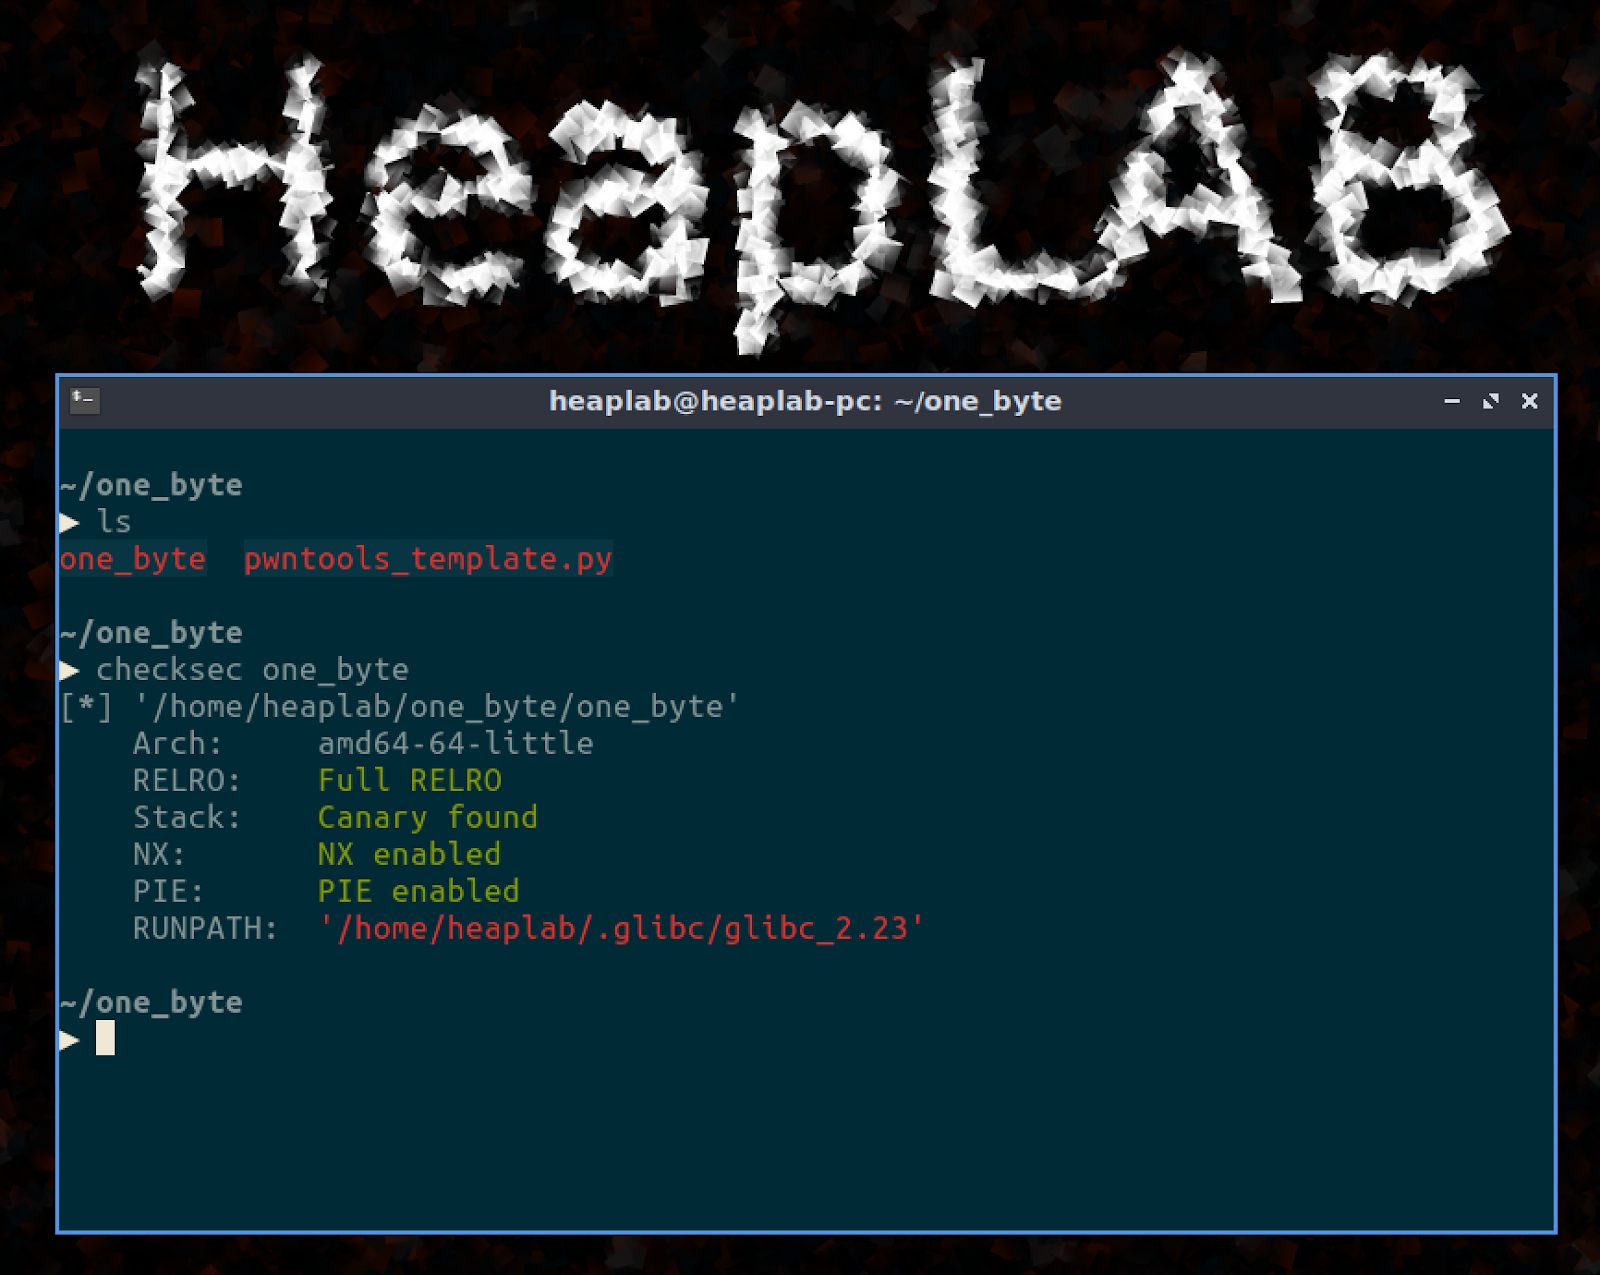 HeapLAB
heaplab@heaplab-pc: ~/one_byte
~/one_byte
▶ ls
one_byte  pwntools_template.py
~/one_byte
▶ checksec one_byte
[*] '/home/heaplab/one_byte/one_byte'
    Arch:     amd64-64-little
    RELRO:    Full RELRO
    Stack:    Canary found
    NX:       NX enabled
    PIE:      PIE enabled
    RUNPATH:  '/home/heaplab/.glibc/glibc_2.23'
~/one_byte
▶